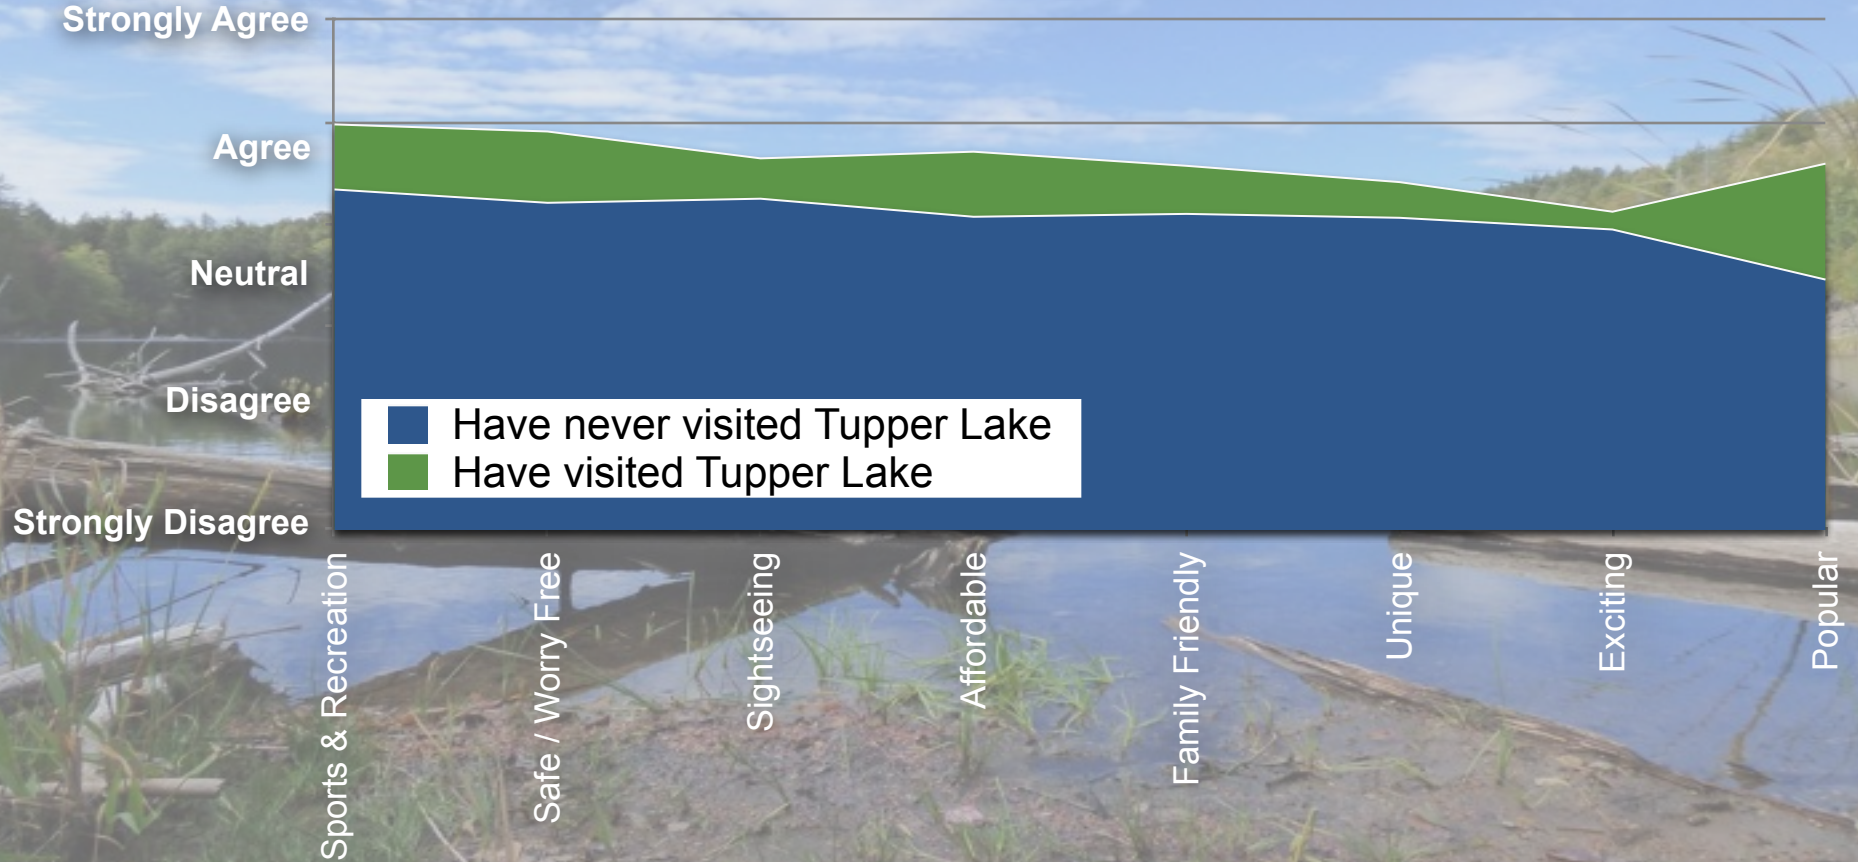 Strongly Agree
Agree
Neutral
Disagree
Strongly Disagree
Have never visited Tupper Lake
Have visited Tupper Lake
Sports & Recreation
Safe / Worry Free
Sightseeing
Affordable
Family Friendly
Unique
Exciting
Popular